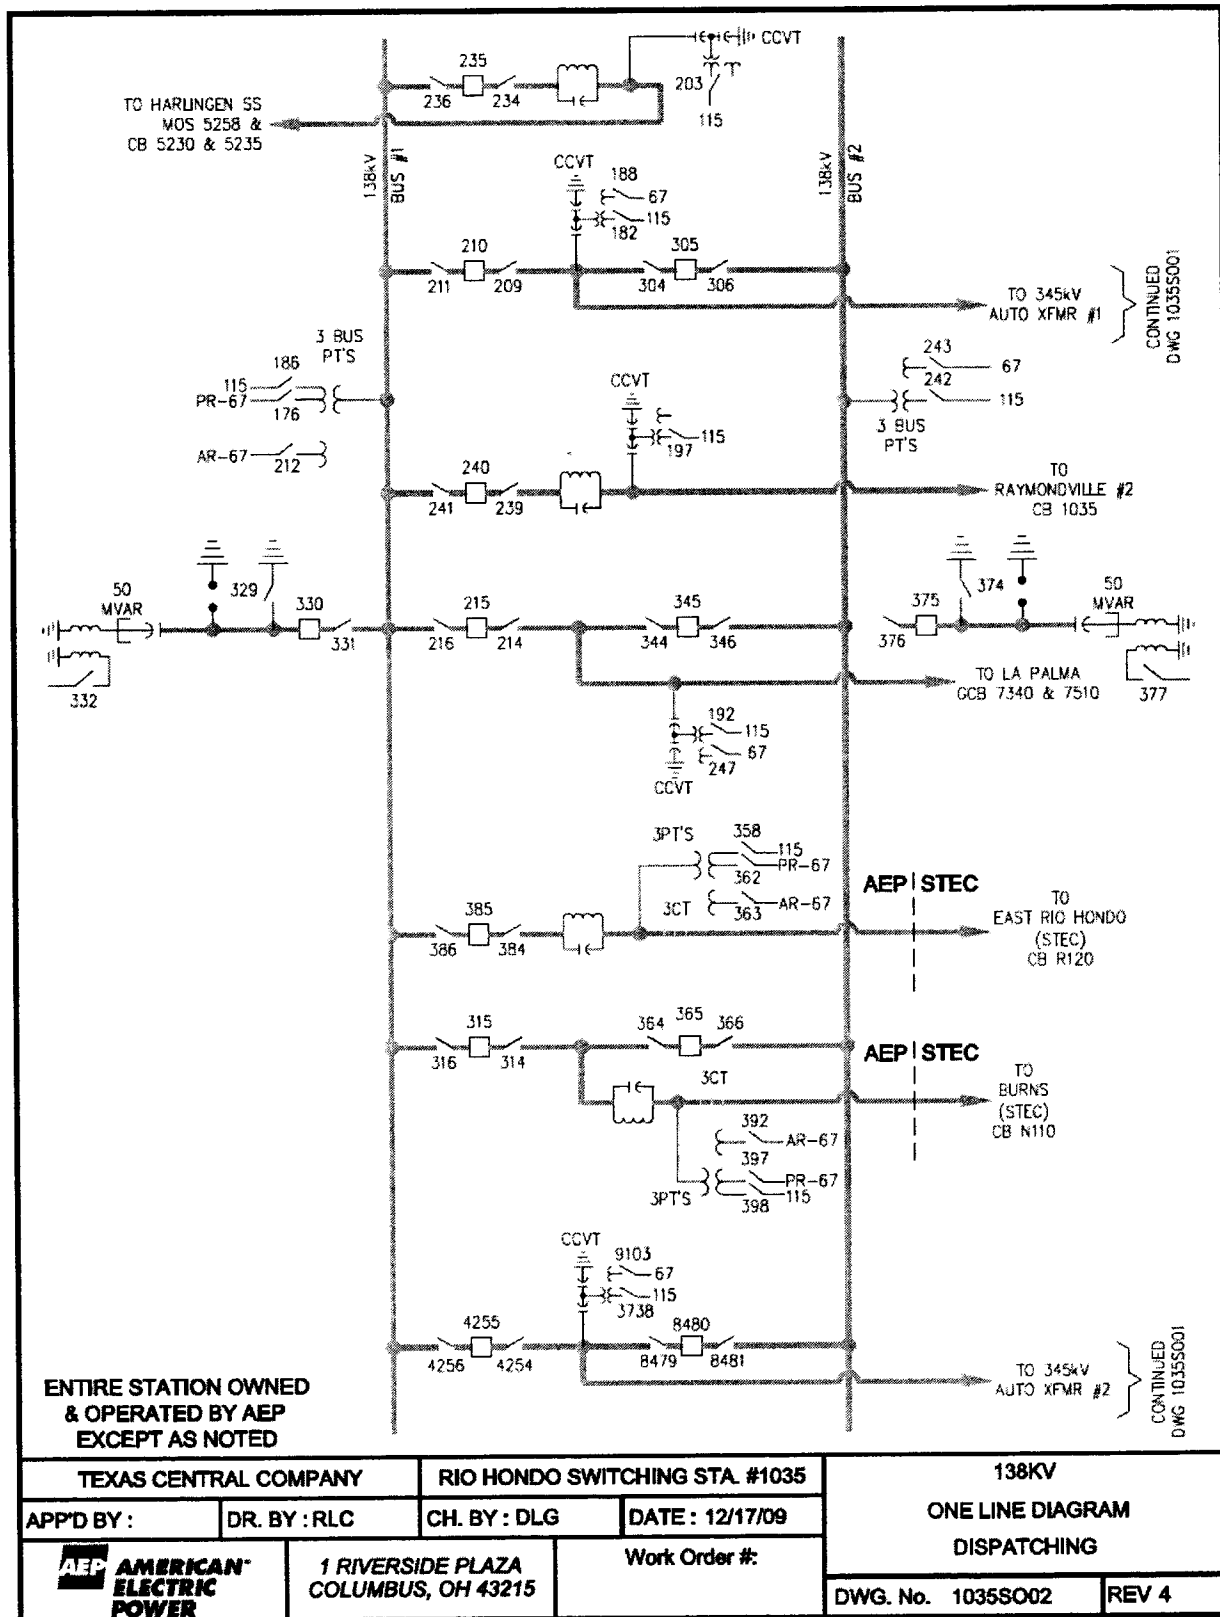 CCVT
235
236
234
203
115
TO HARLINGEN SS
MOS 5258 &
CB 5230 & 5235
138kV
BUS #1
138kV
BUS #2
CCVT
188
67
115
182
210
211
209
305
304
306
TO 345kV
AUTO XFMR #1
CONTINUED
DWG 1035S001
3 BUS
PT'S
186
115
PR-67
176
AR-67
212
243
67
242
115
3 BUS
PT'S
CCVT
115
197
240
241
239
TO
RAYMONDVILLE #2
CB 1035
50
MVAR
329
330
331
332
215
216
214
345
344
346
374
375
376
50
MVAR
377
TO LA PALMA
GCB 7340 & 7510
192
115
67
247
CCVT
3PT'S
358
115
PR-67
362
3CT
363
AR-67
385
386
384
AEP STEC
TO
EAST RIO HONDO
(STEC)
CB R120
315
316
314
364
365
366
3CT
AEP STEC
TO
BURNS
(STEC)
CB N110
392
AR-67
397
PR-67
115
3PT'S
398
CCVT
9103
67
115
3738
4255
4256
4254
8480
8479
8481
TO 345kV
AUTO XFMR #2
CONTINUED
DWG 1035S001
ENTIRE STATION OWNED
& OPERATED BY AEP
EXCEPT AS NOTED
TEXAS CENTRAL COMPANY
RIO HONDO SWITCHING STA. #1035
APP'D BY :
DR. BY : RLC
CH. BY : DLG
DATE : 12/17/09
138KV
ONE LINE DIAGRAM
DISPATCHING
AEP AMERICAN
ELECTRIC
POWER
1 RIVERSIDE PLAZA
COLUMBUS, OH 43215
Work Order #:
DWG. No. 1035SO02
REV 4